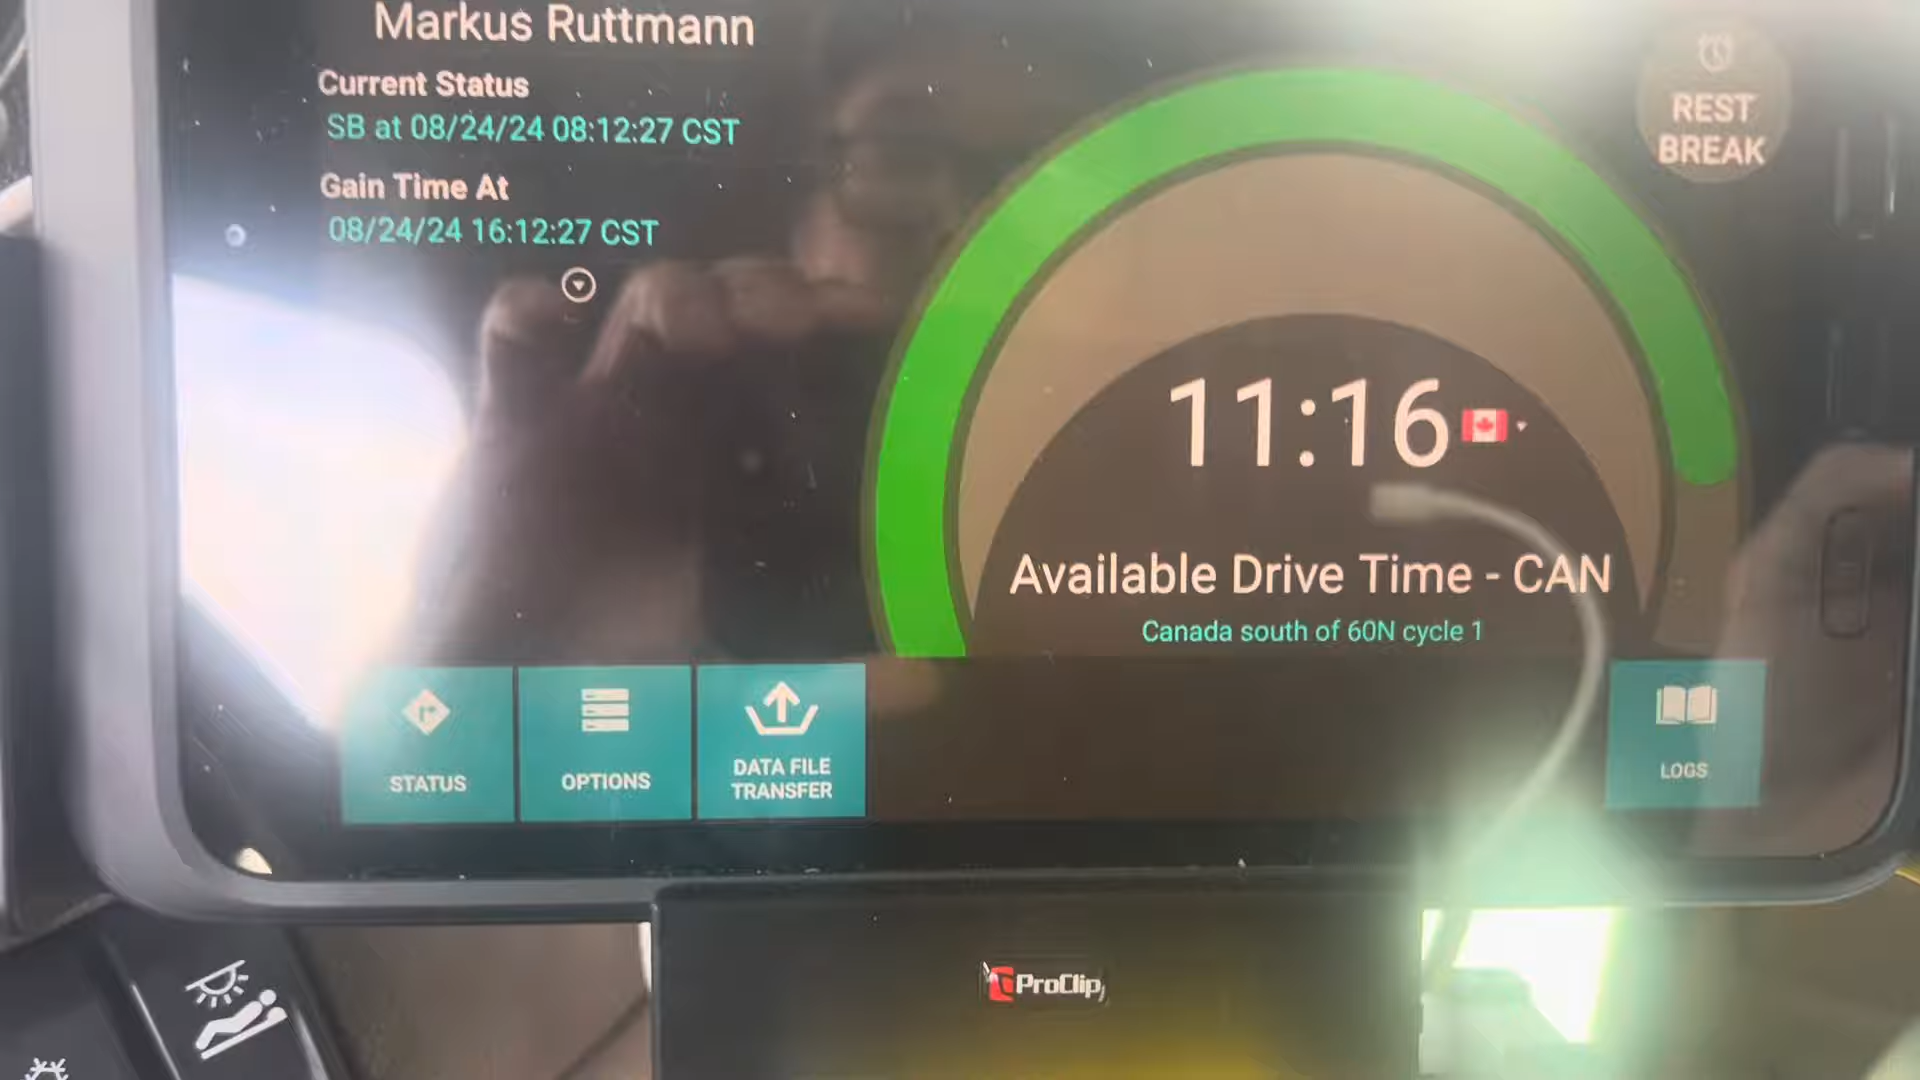 Markus Ruttmann
Current Status
SB at 08/24/24 08:12:27 CST
Gain Time At
08/24/24 16:12:27 CST
REST
BREAK
11:16
Available Drive Time - CAN
Canada south of 60N cycle 1
STATUS
OPTIONS
DATA FILE
TRANSFER
LOGS
ProClip